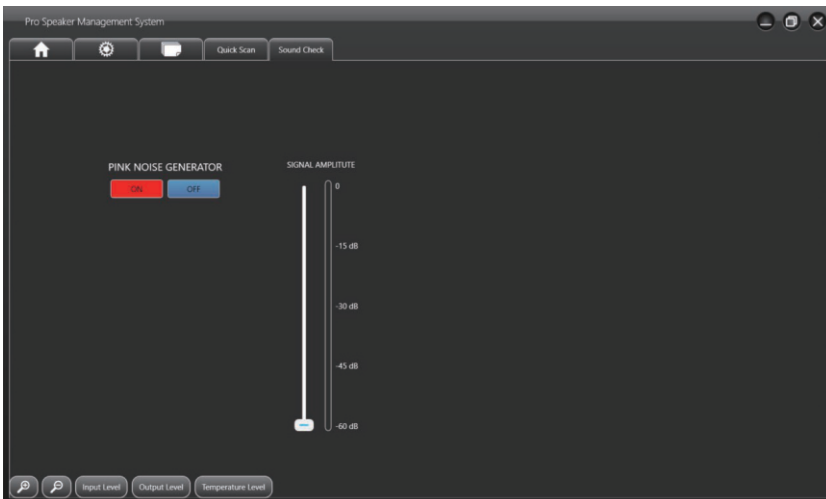 Pro Speaker Management System
Quick Scan
Sound Check
PINK NOISE GENERATOR
ON
OFF
SIGNAL AMPLITUTE
0
-15 dB
-30 dB
-45 dB
-60 dB
Input Level
Output Level
Temperature Level